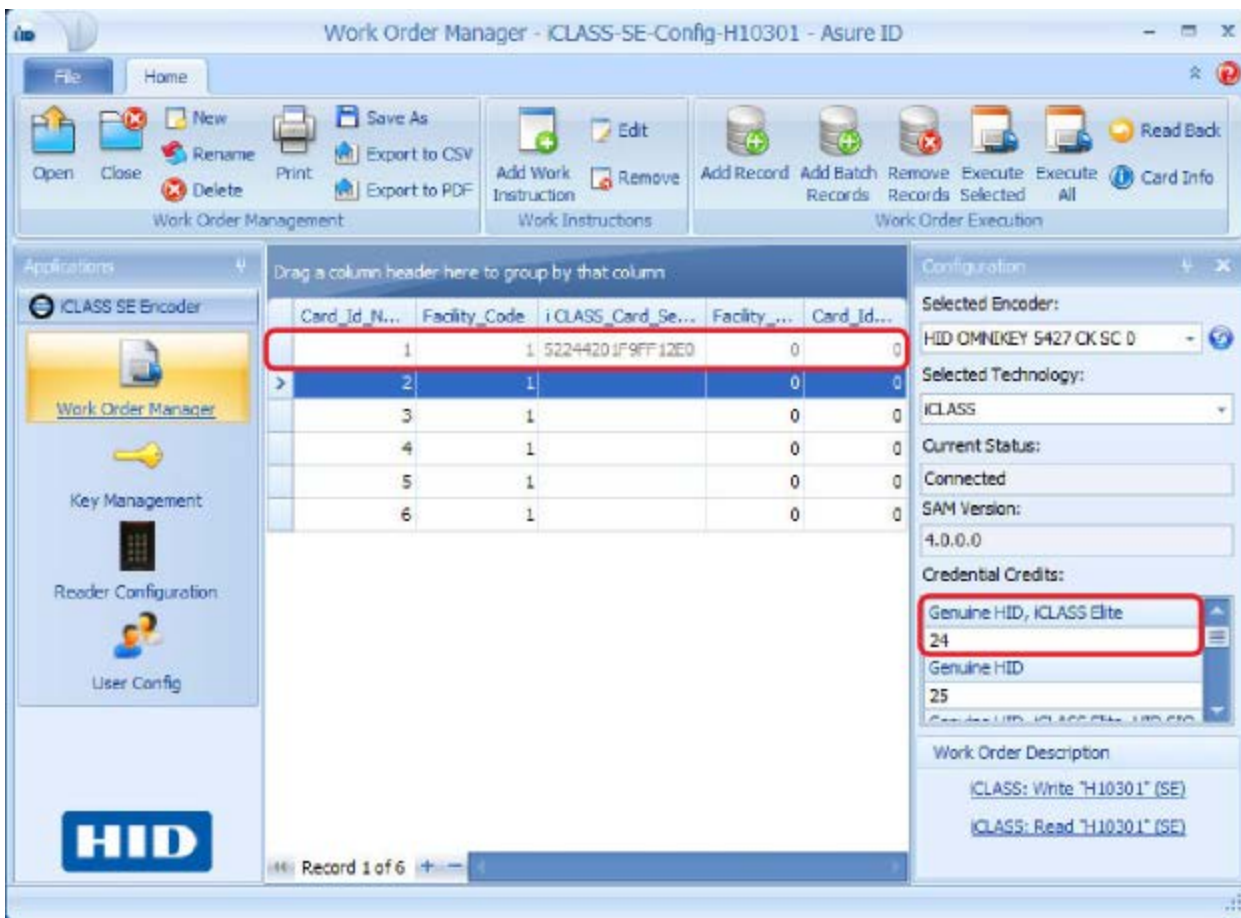 Work Order Manager - iCLASS-SE-Config-H10301 - Asure ID
File Home
Open
Close
New
Rename
Delete
Print
Save As
Export to CSV
Export to PDF
Work Order Management
Add Work Instruction
Edit
Remove
Work Instructions
Add Record
Add Batch Records
Remove Records
Execute Selected
Execute All
Read Back
Card Info
Work Order Execution
Applications
iCLASS SE Encoder
Work Order Manager
Key Management
Reader Configuration
User Config
HID
Drag a column header here to group by that column
Card_Id_N... Facility_Code iCLASS_Card_Se... Facility_... Card_Id...
1 1 52244201F9FF12E0 0 0
2 1 0 0
3 1 0 0
4 1 0 0
5 1 0 0
6 1 0 0
Record 1 of 6
Configuration
Selected Encoder:
HID OMNIKEY 5427 CK SC 0
Selected Technology:
iCLASS
Current Status:
Connected
SAM Version:
4.0.0.0
Credential Credits:
Genuine HID, iCLASS Elite
24
Genuine HID
25
Work Order Description
iCLASS: Write "H10301" (SE)
iCLASS: Read "H10301" (SE)